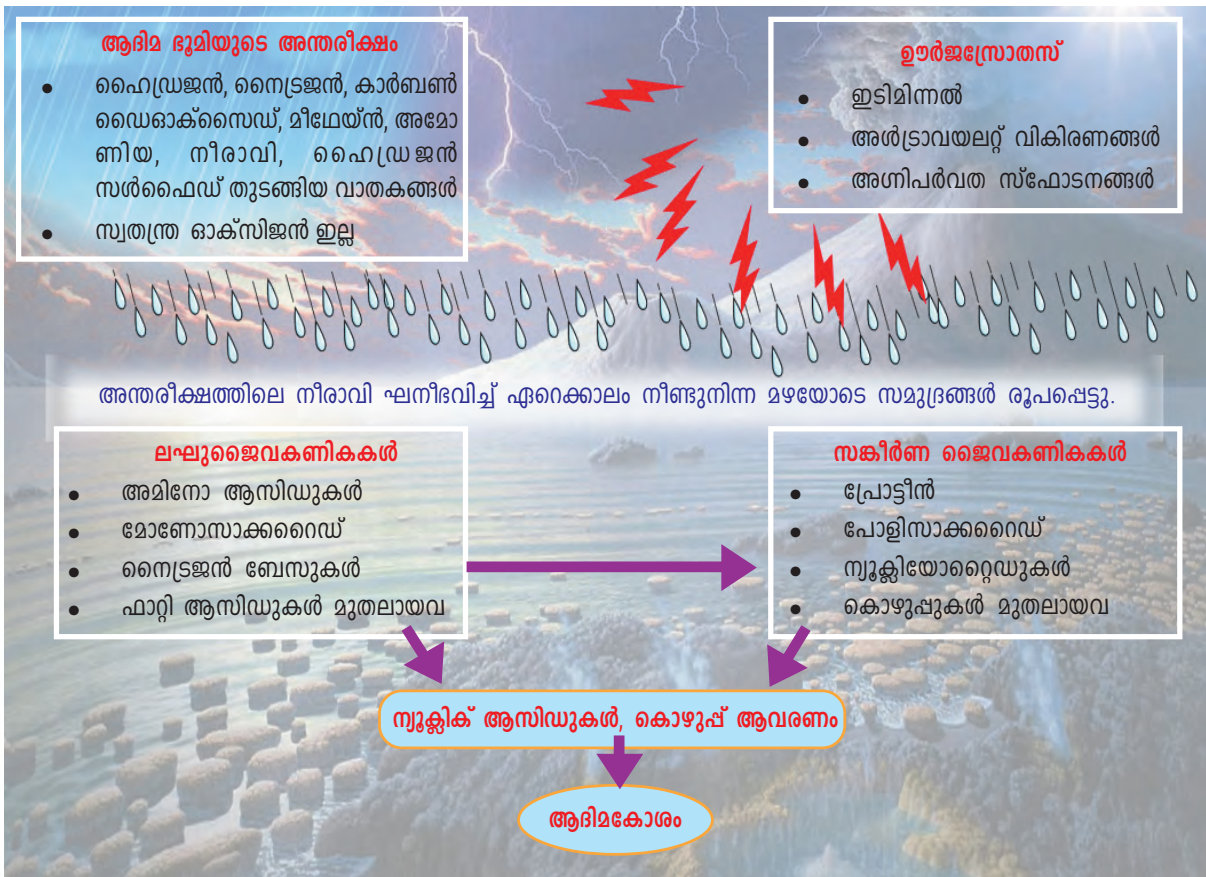 ആദിമ ഭൂമിയുടെ അന്തരീക്ഷം
• ഹൈഡ്രജൻ, നൈട്രജൻ, കാർബൺ
ഡൈഓക്സൈഡ്, മീഥേയ്ൻ, അമോ
ണിയ, നീരാവി, ഹൈഡ്രജൻ
സൾഫൈഡ് തുടങ്ങിയ വാതകങ്ങൾ
• സ്വതന്ത്ര ഓക്സിജൻ ഇല്ല
ഊർജസ്രോതസ്
• ഇടിമിന്നൽ
• അൾട്രാവയലറ്റ് വികിരണങ്ങൾ
• അഗ്നിപർവത സ്ഫോടനങ്ങൾ
അന്തരീക്ഷത്തിലെ നീരാവി ഘനീഭവിച്ച് ഏറെക്കാലം നീണ്ടുനിന്ന മഴയോടെ സമുദ്രങ്ങൾ രൂപപ്പെട്ടു.
ലഘുജൈവകണികകൾ
• അമിനോ ആസിഡുകൾ
• മോണോസാക്കറൈഡ്
• നൈട്രജൻ ബേസുകൾ
• ഫാറ്റി ആസിഡുകൾ മുതലായവ
സങ്കീർണ ജൈവകണികകൾ
• പ്രോട്ടീൻ
• പോളിസാക്കറൈഡ്
• ന്യൂക്ലിയോറ്റൈഡുകൾ
• കൊഴുപ്പുകൾ മുതലായവ
ന്യൂക്ലിക് ആസിഡുകൾ, കൊഴുപ്പ് ആവരണം
ആദിമകോശം